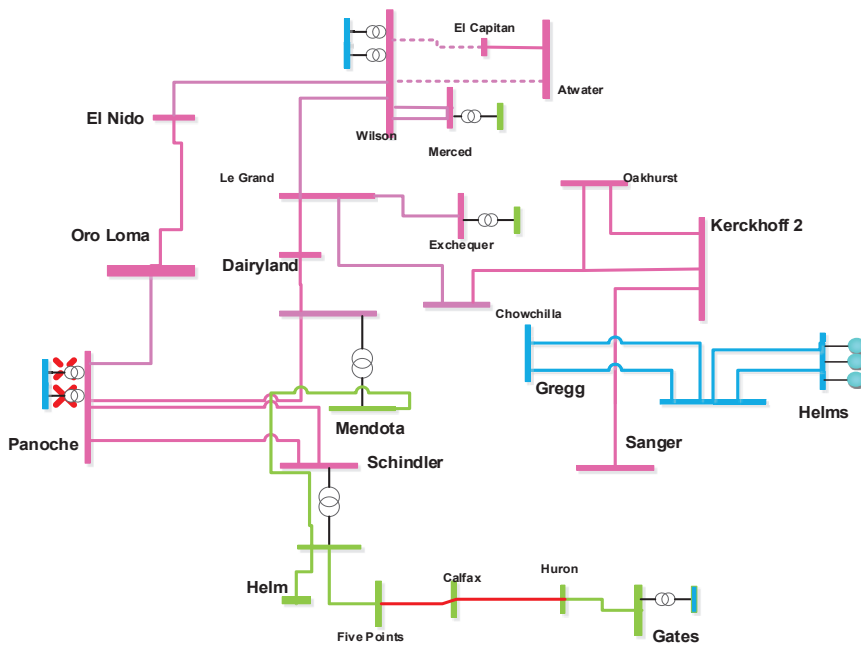 El Capitan
Atwater
El Nido
Wilson
Merced
Le Grand
Oakhurst
Kerckhoff 2
Oro Loma
Exchequer
Dairyland
Chowchilla
Gregg
Helms
Panoche
Mendota
Sanger
Schindler
Calfax
Huron
Helm
Five Points
Gates